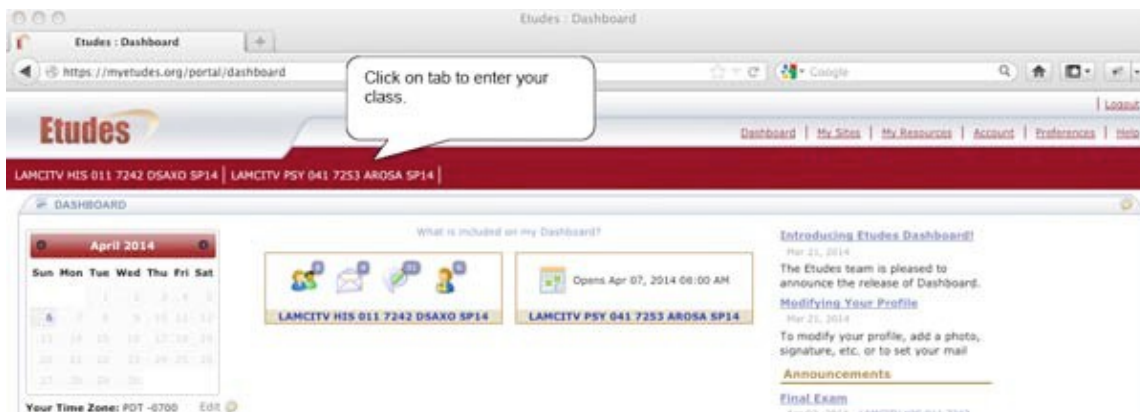 Etudes : Dashboard
Etudes : Dashboard
https://myetudes.org/portal/dashboard
Google
Click on tab to enter your
class.
Logout
Etudes
Dashboard | My Sites | My Resources | Account | Preferences | Help
LAMCITV HIS 011 7242 DSAXO SP14 | LAMCITV PSY 041 7253 AROSA SP14 |
DASHBOARD
What is included on my Dashboard?
April 2014
Sun Mon Tue Wed Thu Fri Sat
6
Opens Apr 07, 2014 08:00 AM
LAMCITV HIS 011 7242 DSAXO SP14
LAMCITV PSY 041 7253 AROSA SP14
Your Time Zone: PDT -0700 Edit
Introducing Etudes Dashboard!
Mar 21, 2014
The Etudes team is pleased to
announce the release of Dashboard.
Modifying Your Profile
Mar 21, 2014
To modify your profile, add a photo,
signature, etc. or to set your mail
Announcements
Final Exam